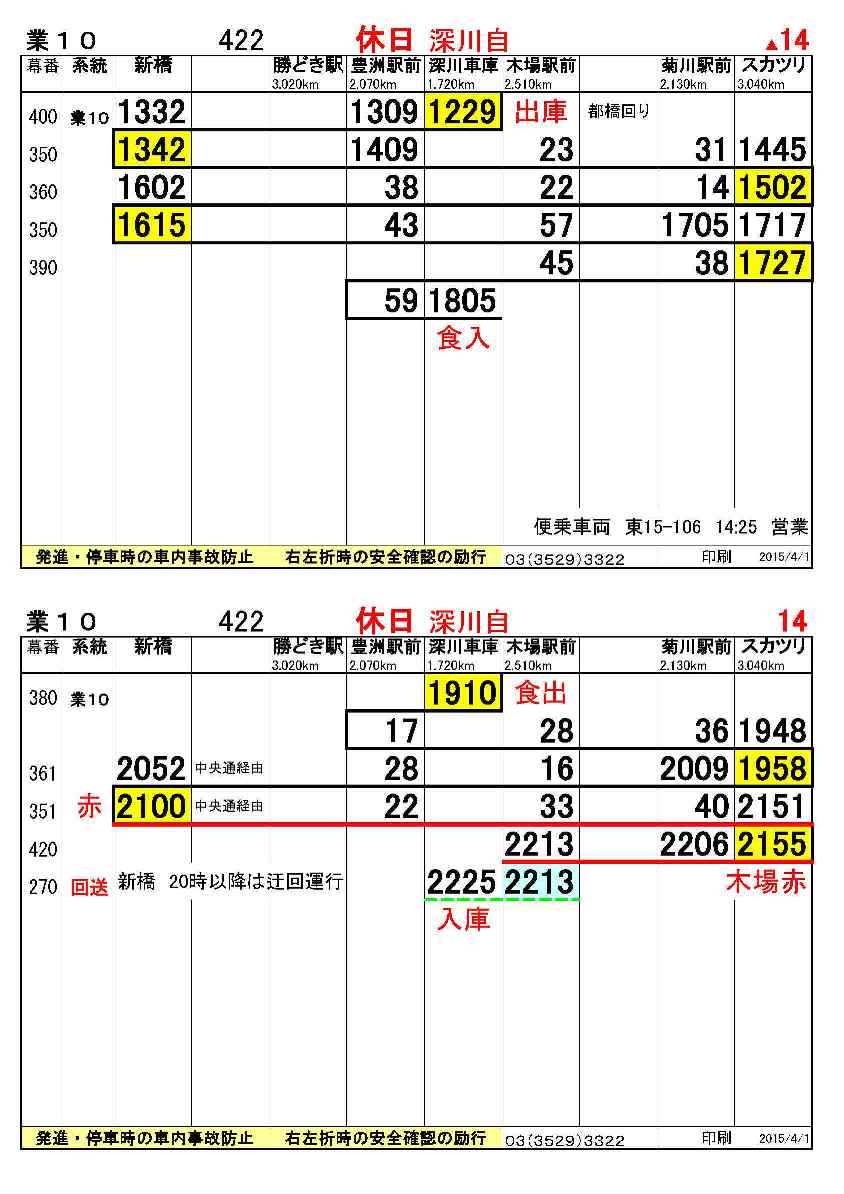 業１０ 422 休日 深川自 ▲14
幕番 系統 新橋 勝どき駅 豊洲駅前 深川車庫 木場駅前 菊川駅前 スカツリ
3.020km 2.070km 1.720km 2.510km 2.130km 3.040km
400 業10 1332 1309 1229 出庫 都橋回り
350 1342 1409 23 31 1445
360 1602 38 22 14 1502
350 1615 43 57 1705 1717
390 45 38 1727
59 1805
食入
便乗車両 東15-106 14:25 営業
発進・停車時の車内事故防止 右左折時の安全確認の励行 03(3529)3322 印刷 2015/4/1
業１０ 422 休日 深川自 14
幕番 系統 新橋 勝どき駅 豊洲駅前 深川車庫 木場駅前 菊川駅前 スカツリ
3.020km 2.070km 1.720km 2.510km 2.130km 3.040km
380 業10 1910 食出
17 28 36 1948
361 2052 中央通経由 28 16 2009 1958
351 赤 2100 中央通経由 22 33 40 2151
420 2213 2206 2155
270 回送 新橋 20時以降は迂回運行 2225 2213 木場赤
入庫
発進・停車時の車内事故防止 右左折時の安全確認の励行 03(3529)3322 印刷 2015/4/1